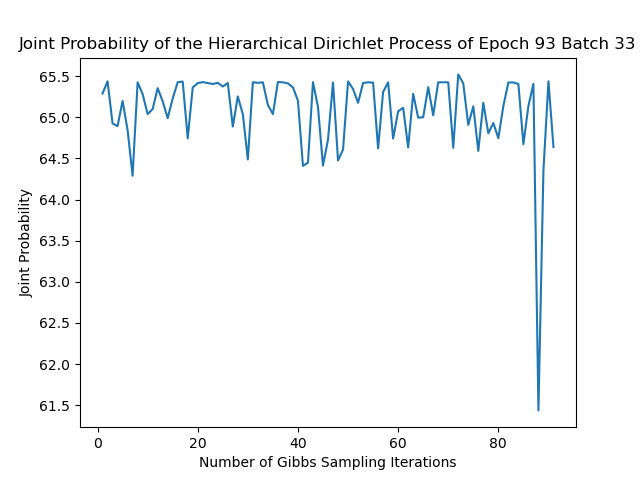 Joint Probability of the Hierarchical Dirichlet Process of Epoch 93 Batch 33
65.5
65.0
64.5
64.0
63.5
63.0
62.5
62.0
61.5
Joint Probability
0 20 40 60 80
Number of Gibbs Sampling Iterations